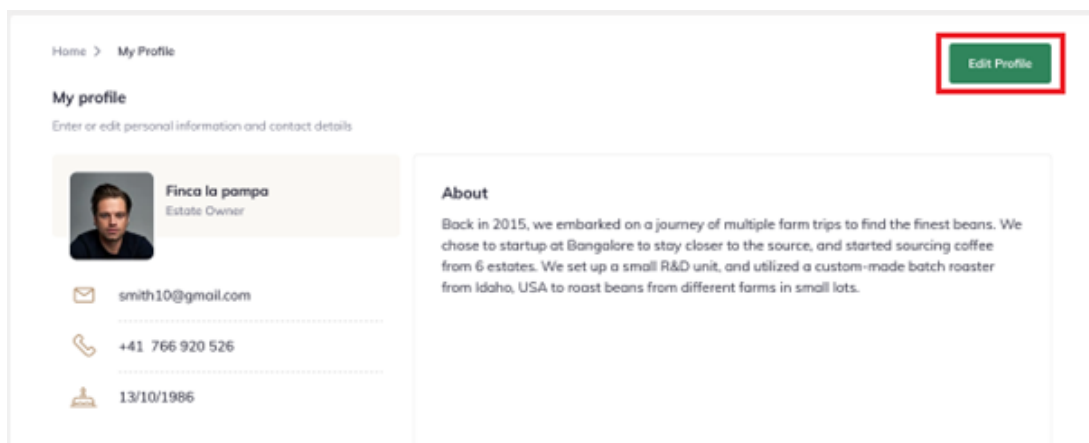 Home > My Profile
Edit Profile
My profile
Enter or edit personal information and contact details
Finca la pampa
Estate Owner
smith10@gmail.com
+41 766 920 526
13/10/1986
About
Back in 2015, we embarked on a journey of multiple farm trips to find the finest beans. We
chose to startup at Bangalore to stay closer to the source, and started sourcing coffee
from 6 estates. We set up a small R&D unit, and utilized a custom-made batch roaster
from Idaho, USA to roast beans from different farms in small lots.